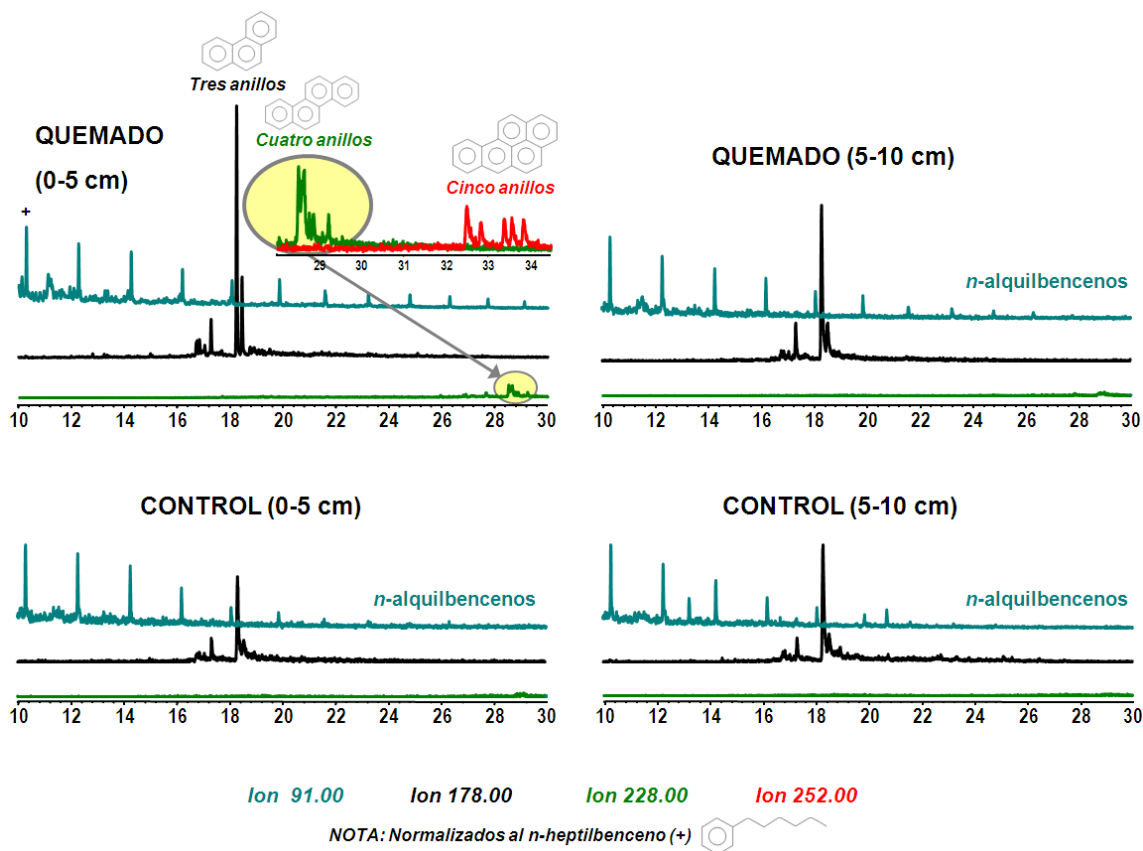 Tres anillos
QUEMADO
(0-5 cm)
Cuatro anillos
Cinco anillos
+
29 30 31 32 33 34
10 12 14 16 18 20 22 24 26 28 30
QUEMADO (5-10 cm)
n-alquilbencenos
10 12 14 16 18 20 22 24 26 28 30
CONTROL (0-5 cm)
n-alquilbencenos
10 12 14 16 18 20 22 24 26 28 30
CONTROL (5-10 cm)
n-alquilbencenos
10 12 14 16 18 20 22 24 26 28 30
Ion 91.00 Ion 178.00 Ion 228.00 Ion 252.00
NOTA: Normalizados al n-heptilbenceno (+)